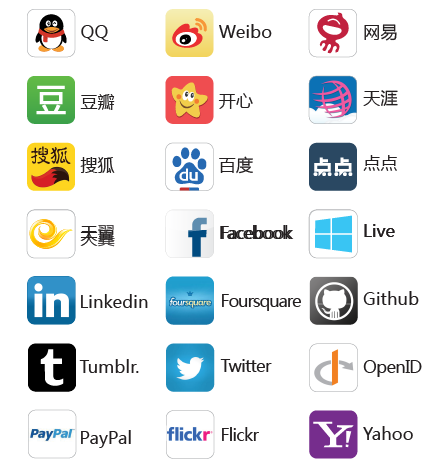 QQ
Weibo
网易
豆
豆瓣
开心
天涯
搜狐
搜狐
du
百度
点点
点点
天翼
f
Facebook
Live
in
Linkedin
foursquare
Foursquare
Github
t
Tumblr.
Twitter
OpenID
PayPal
PayPal
flickr
Flickr
Y!
Yahoo